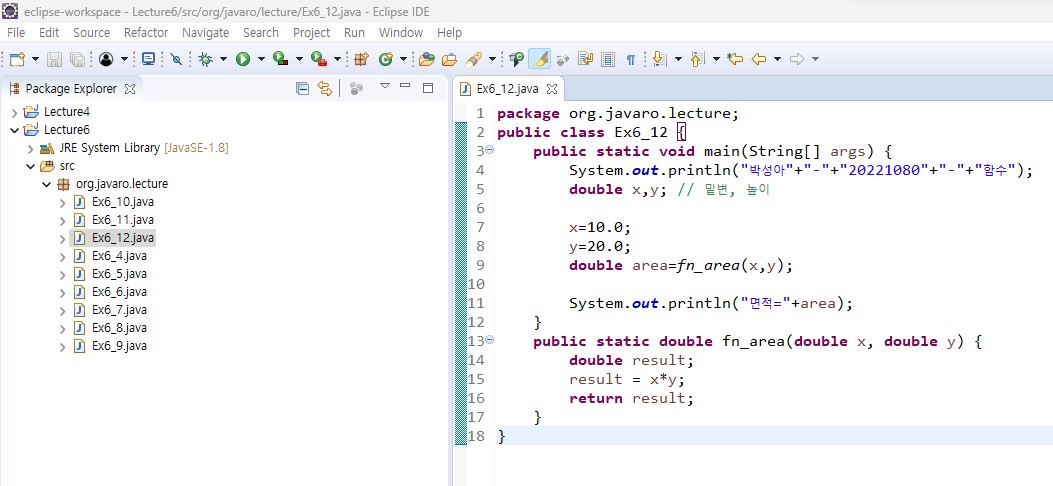 eclipse-workspace - Lecture6/src/org/javaro/lecture/Ex6_12.java - Eclipse IDE
File Edit Source Refactor Navigate Search Project Run Window Help
Package Explorer
Lecture4
Lecture6
JRE System Library [JavaSE-1.8]
src
org.javaro.lecture
Ex6_10.java
Ex6_11.java
Ex6_12.java
Ex6_4.java
Ex6_5.java
Ex6_6.java
Ex6_7.java
Ex6_8.java
Ex6_9.java
Ex6_12.java
1 package org.javaro.lecture;
2 public class Ex6_12 {
3 public static void main(String[] args) {
4 System.out.println("박성아"+"-"+"20221080"+"-"+"함수");
5 double x,y; // 밑변, 높이
6
7 x=10.0;
8 y=20.0;
9 double area=fn_area(x,y);
10
11 System.out.println("면적="+area);
12 }
13 public static double fn_area(double x, double y) {
14 double result;
15 result = x*y;
16 return result;
17 }
18 }